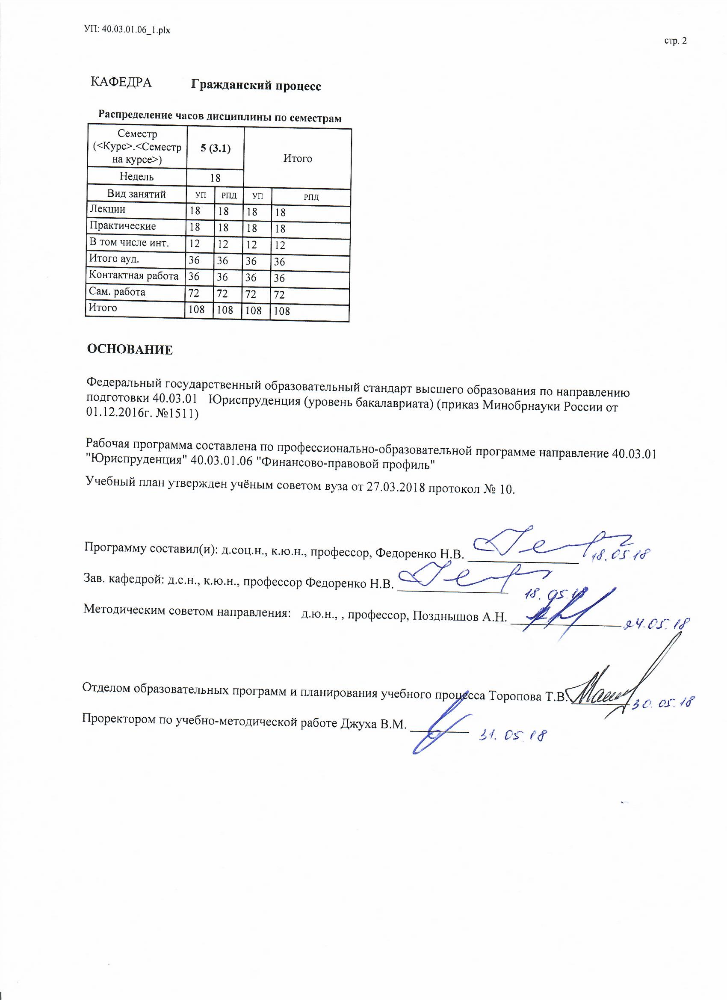 УП: 40.03.01.06_1.plx
стр. 2
КАФЕДРА Гражданский процесс
Распределение часов дисциплины по семестрам
Семестр
(<Курс>.<Семестр
на курсе>)
5 (3.1)
Итого
Недель 18
Вид занятий УП РПД УП РПД
Лекции 18 18 18 18
Практические 18 18 18 18
В том числе инт. 12 12 12 12
Итого ауд. 36 36 36 36
Контактная работа 36 36 36 36
Сам. работа 72 72 72 72
Итого 108 108 108 108
ОСНОВАНИЕ
Федеральный государственный образовательный стандарт высшего образования по направлению
подготовки 40.03.01 Юриспруденция (уровень бакалавриата) (приказ Минобрнауки России от
01.12.2016г. №1511)
Рабочая программа составлена по профессионально-образовательной программе направление 40.03.01
"Юриспруденция" 40.03.01.06 "Финансово-правовой профиль"
Учебный план утвержден учёным советом вуза от 27.03.2018 протокол № 10.
Программу составил(и): д.соц.н., к.ю.н., профессор, Федоренко Н.В. 18.05.18
Зав. кафедрой: д.с.н., к.ю.н., профессор Федоренко Н.В.
18.05.18
Методическим советом направления: д.ю.н., , профессор, Позднышов А.Н. 24.05.18
Отделом образовательных программ и планирования учебного процесса Торопова Т.В. 30.05.18
Проректором по учебно-методической работе Джуха В.М. 31.05.18